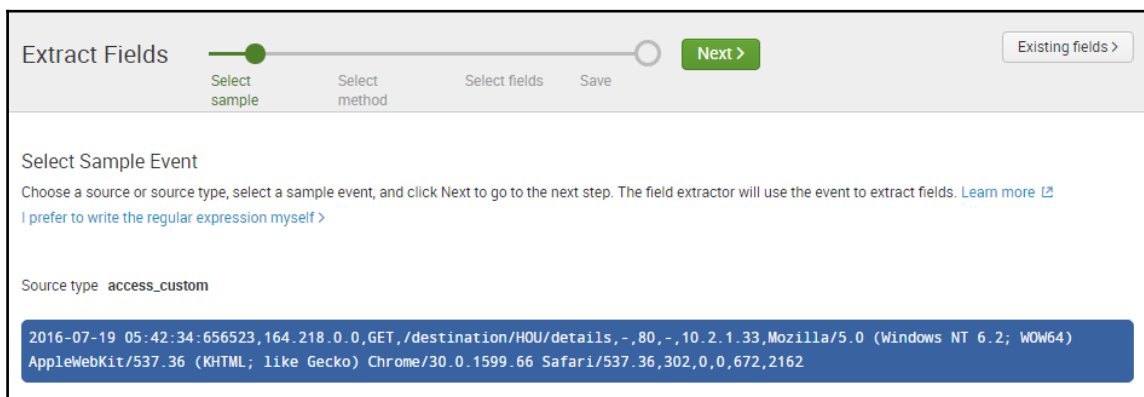 Extract Fields
Next >
Existing fields >
Select sample
Select method
Select fields
Save
Select Sample Event
Choose a source or source type, select a sample event, and click Next to go to the next step. The field extractor will use the event to extract fields. Learn more
I prefer to write the regular expression myself >
Source type access_custom
2016-07-19 05:42:34:656523,164.218.0.0,GET,/destination/HOU/details,-,80,-,10.2.1.33,Mozilla/5.0 (Windows NT 6.2; WOW64)
AppleWebKit/537.36 (KHTML; like Gecko) Chrome/30.0.1599.66 Safari/537.36,302,0,0,672,2162